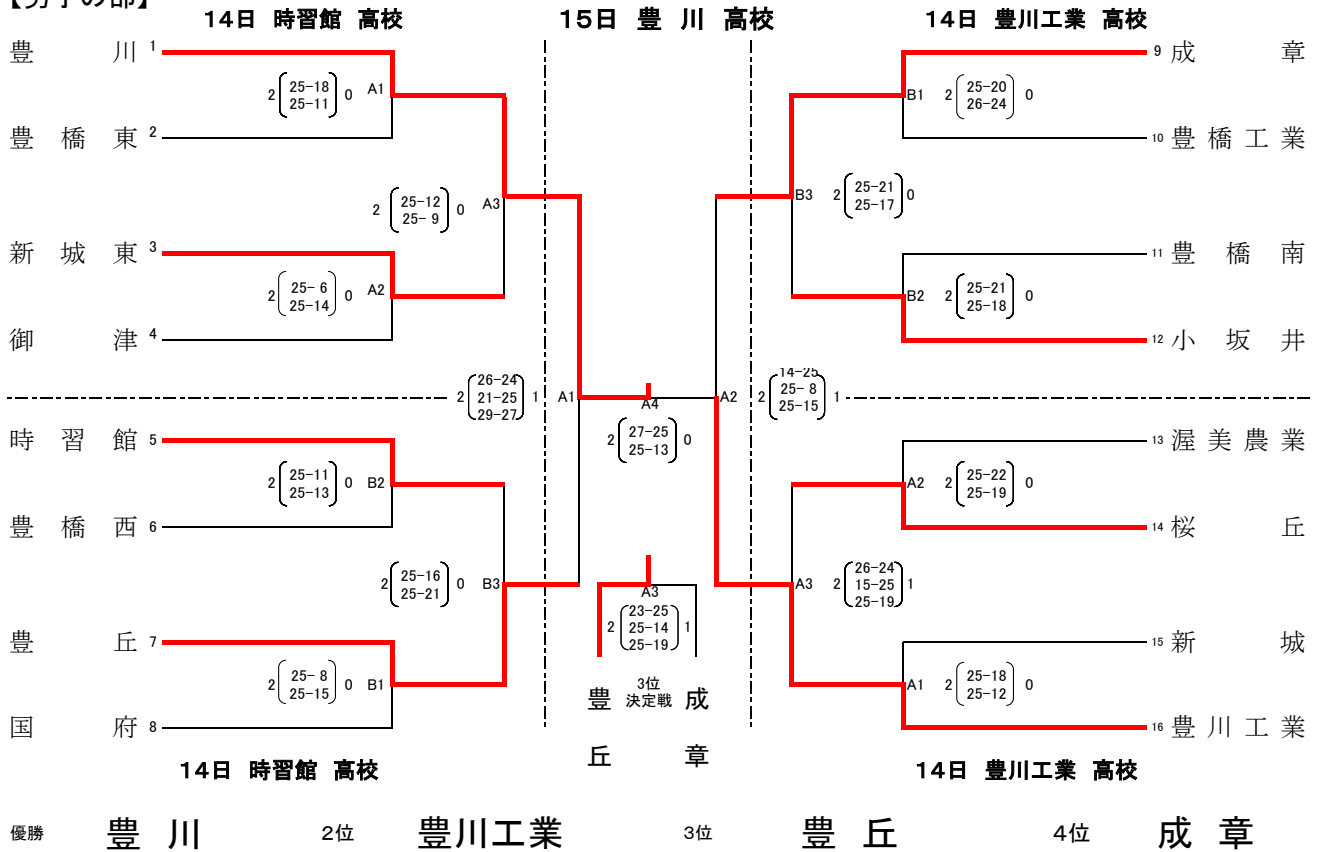 【男子の部】
14日 時習館 高校
15日 豊川 高校
14日 豊川工業 高校
豊川 1
2 25-18 0 A1
25-11
豊橋東 2
2 25-12 0 A3
25- 9
新城東 3
2 25- 6 0 A2
25-14
御津 4
2 26-24 1 A1
21-25
29-27
時習館 5
2 25-11 0 B2
25-13
豊橋西 6
2 25-16 0 B3
25-21
豊丘 7
2 25- 8 0 B1
25-15
国府 8
14日 時習館 高校
A4
2 27-25 0
25-13
A3
2 23-25 1
25-14
25-19
3位
決定戦
豊丘
成章
9 成章
B1 2 25-20 0
26-24
10 豊橋工業
B3 2 25-21 0
25-17
11 豊橋南
B2 2 25-21 0
25-18
12 小坂井
A2 2 14-25 1
25- 8
25-15
13 渥美農業
A2 2 25-22 0
25-19
14 桜丘
A3 2 26-24 1
15-25
25-19
15 新城
A1 2 25-18 0
25-12
16 豊川工業
14日 豊川工業 高校
優勝 豊川 2位 豊川工業 3位 豊丘 4位 成章